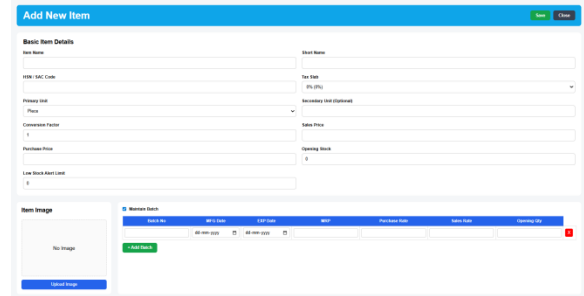 Add New Item
Save Close
Basic Item Details
Item Name
Short Name
HSN / SAC Code
Tax Slab
0% (0%)
Primary Unit
Secondary Unit (Optional)
Piece
Conversion Factor
Sales Price
1
Purchase Price
Opening Stock
0
Low Stock Alert Limit
0
Item Image
Maintain Batch
Batch No MFG Date EXP Date MRP Purchase Rate Sales Rate Opening Qty
dd-mm-yyyy dd-mm-yyyy X
+ Add Batch
No Image
Upload Image